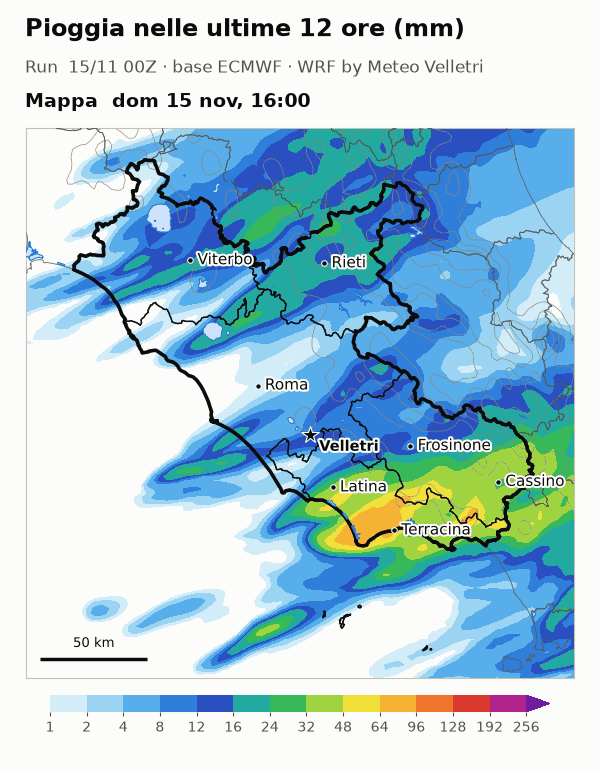 Pioggia nelle ultime 12 ore (mm)
Run 15/11 00Z · base ECMWF · WRF by Meteo Velletri
Mappa dom 15 nov, 16:00
Viterbo
Rieti
Roma
Velletri
Frosinone
Latina
Cassino
Terracina
50 km
1 2 4 8 12 16 24 32 48 64 96 128 192 256